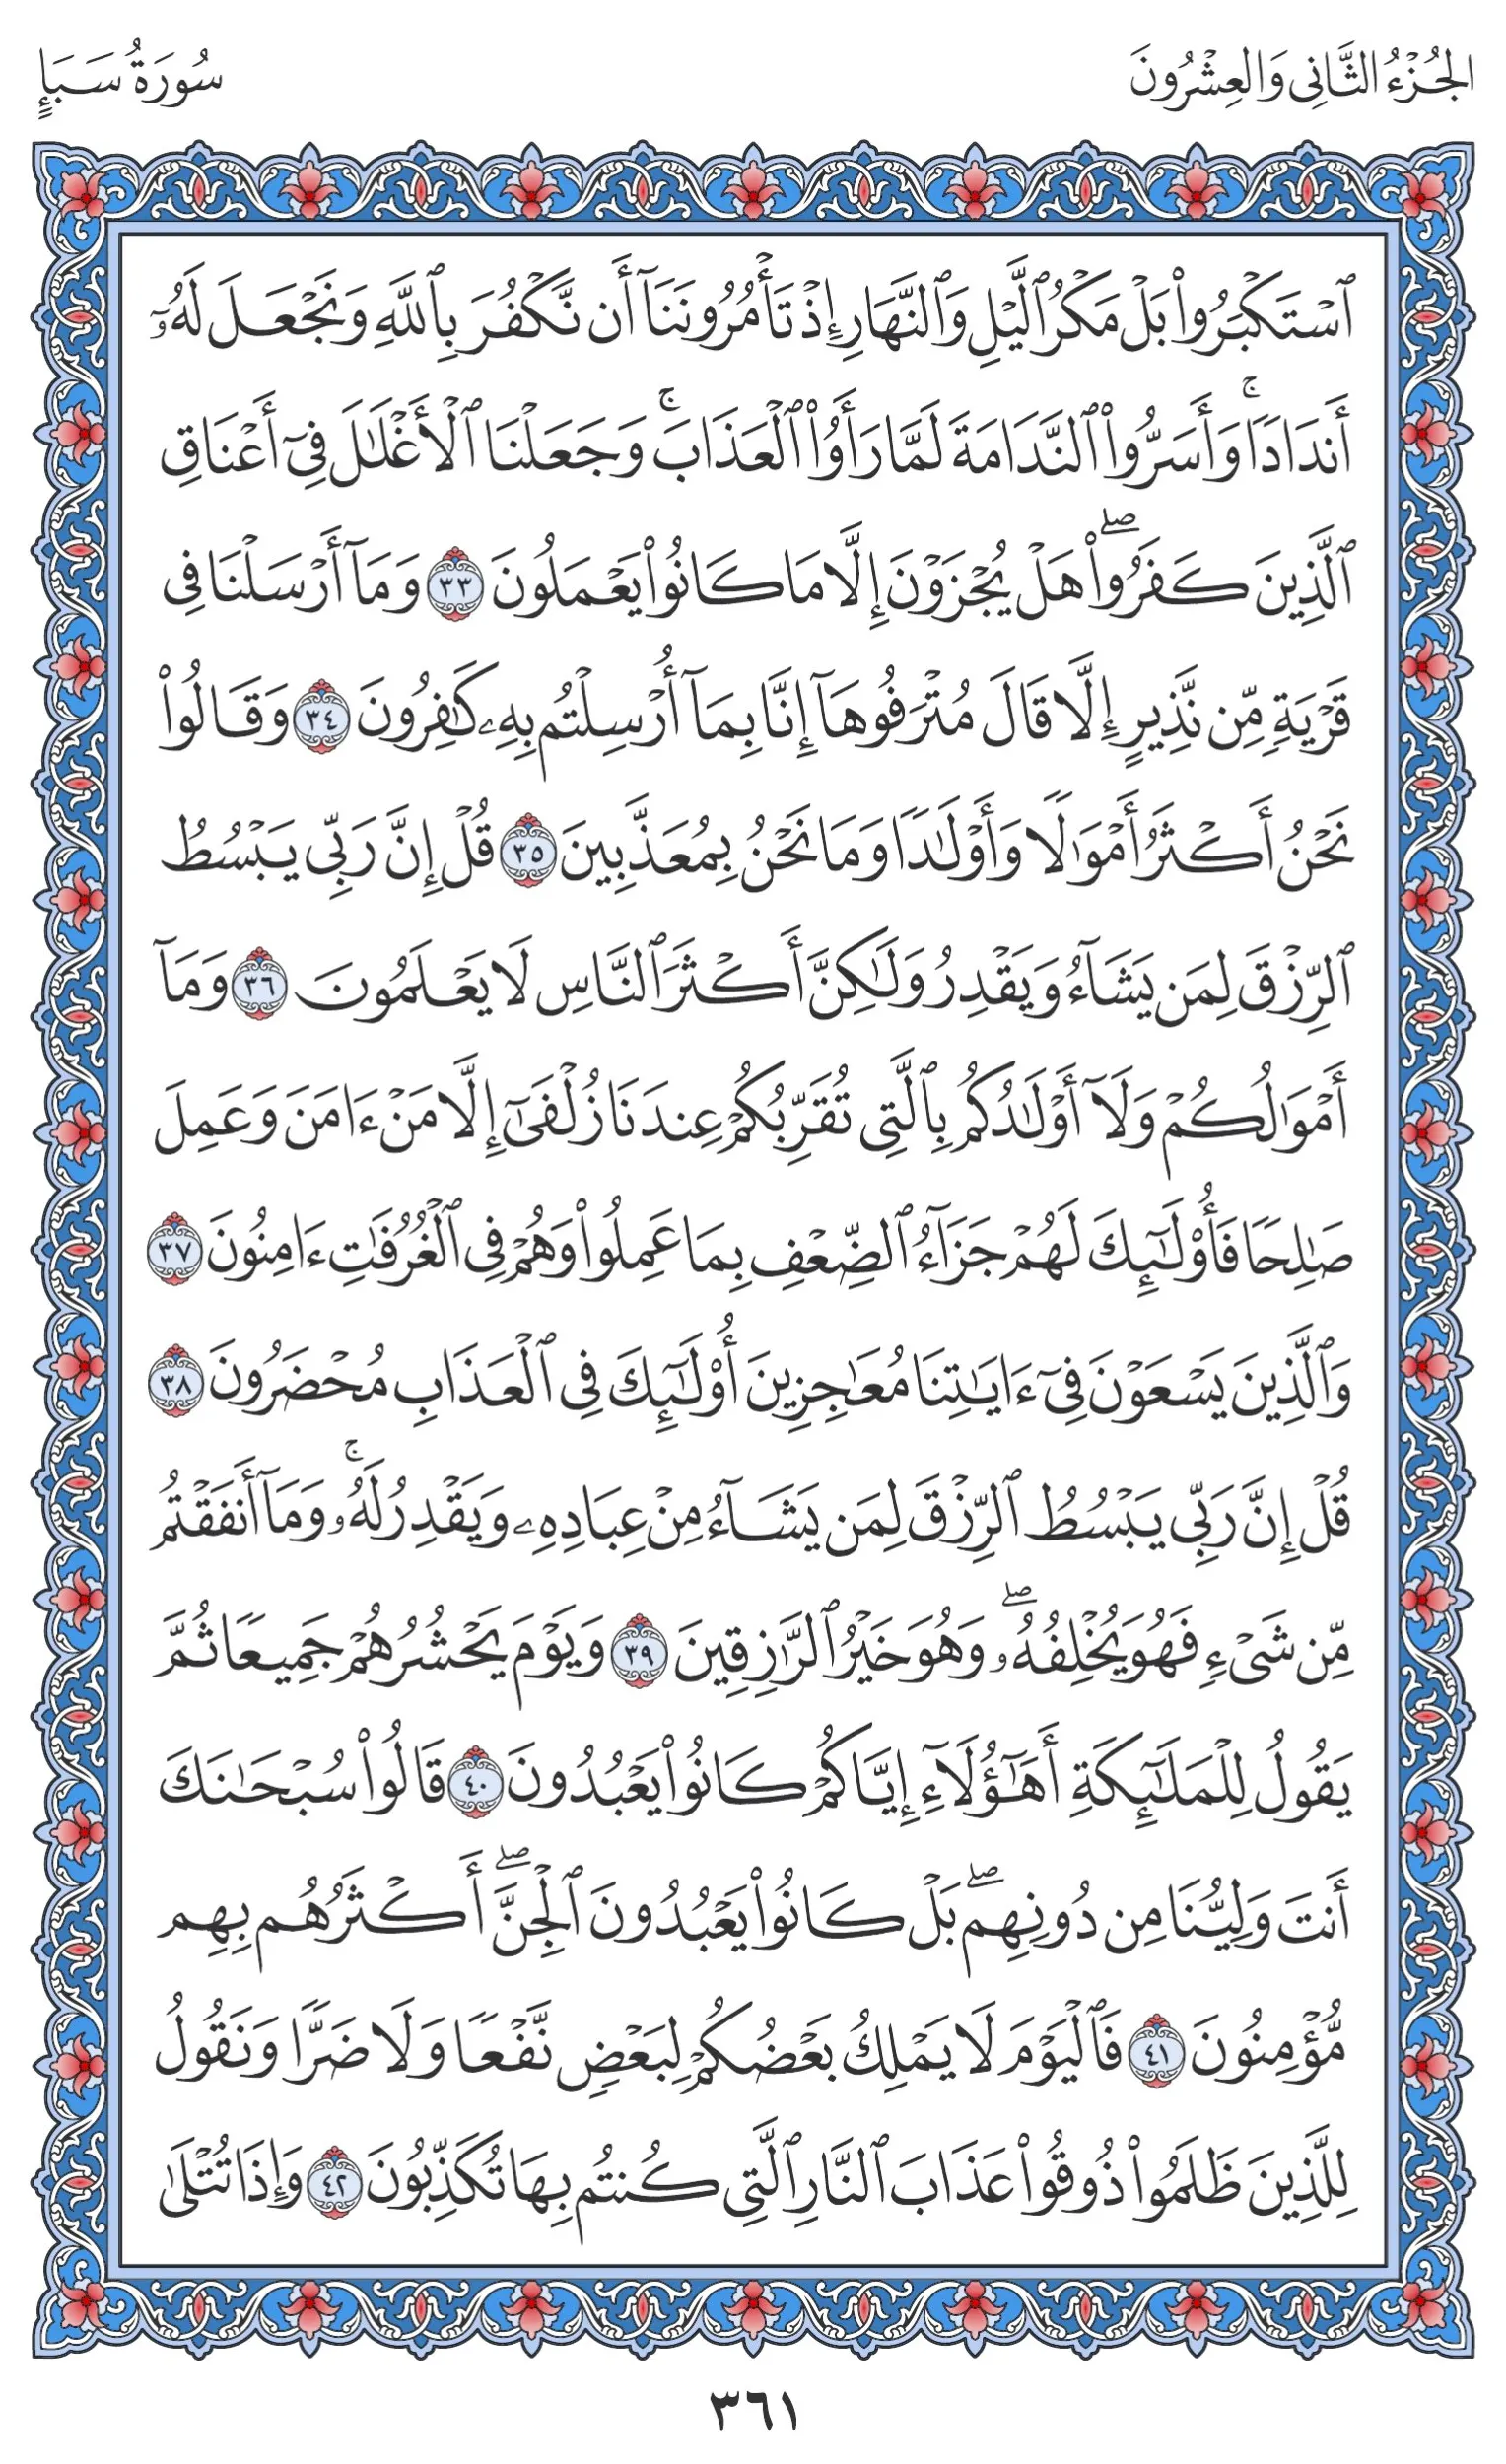 الجُزْءُ الثَّانِي وَالعِشْرُونَ
سُورَةُ سَبَإٍ
ٱسْتَكْبَرُوا۟ بَلْ مَكْرُ ٱلَّيْلِ وَٱلنَّهَارِ إِذْ تَأْمُرُونَنَآ أَن نَّكْفُرَ بِٱللَّهِ وَنَجْعَلَ لَهُۥٓ
أَندَادًا ۚ وَأَسَرُّوا۟ ٱلنَّدَامَةَ لَمَّا رَأَوُا۟ ٱلْعَذَابَ ۚ وَجَعَلْنَا ٱلْأَغْلَـٰلَ فِىٓ أَعْنَاقِ
ٱلَّذِينَ كَفَرُوا۟ ۖ هَلْ يُجْزَوْنَ إِلَّا مَا كَانُوا۟ يَعْمَلُونَ ٣٣ وَمَآ أَرْسَلْنَا فِى
قَرْيَةٍ مِّن نَّذِيرٍ إِلَّا قَالَ مُتْرَفُوهَآ إِنَّا بِمَآ أُرْسِلْتُم بِهِۦ كَـٰفِرُونَ ٣٤ وَقَالُوا۟
نَحْنُ أَكْثَرُ أَمْوَٰلًا وَأَوْلَـٰدًا وَمَا نَحْنُ بِمُعَذَّبِينَ ٣٥ قُلْ إِنَّ رَبِّى يَبْسُطُ
ٱلرِّزْقَ لِمَن يَشَآءُ وَيَقْدِرُ وَلَـٰكِنَّ أَكْثَرَ ٱلنَّاسِ لَا يَعْلَمُونَ ٣٦ وَمَآ
أَمْوَٰلُكُمْ وَلَآ أَوْلَـٰدُكُم بِٱلَّتِى تُقَرِّبُكُمْ عِندَنَا زُلْفَىٰٓ إِلَّا مَنْ ءَامَنَ وَعَمِلَ
صَـٰلِحًا فَأُو۟لَـٰٓئِكَ لَهُمْ جَزَآءُ ٱلضِّعْفِ بِمَا عَمِلُوا۟ وَهُمْ فِى ٱلْغُرُفَـٰتِ ءَامِنُونَ ٣٧
وَٱلَّذِينَ يَسْعَوْنَ فِىٓ ءَايَـٰتِنَا مُعَـٰجِزِينَ أُو۟لَـٰٓئِكَ فِى ٱلْعَذَابِ مُحْضَرُونَ ٣٨
قُلْ إِنَّ رَبِّى يَبْسُطُ ٱلرِّزْقَ لِمَن يَشَآءُ مِنْ عِبَادِهِۦ وَيَقْدِرُ لَهُۥ ۚ وَمَآ أَنفَقْتُم
مِّن شَىْءٍ فَهُوَ يُخْلِفُهُۥ ۖ وَهُوَ خَيْرُ ٱلرَّٰزِقِينَ ٣٩ وَيَوْمَ يَحْشُرُهُمْ جَمِيعًا ثُمَّ
يَقُولُ لِلْمَلَـٰٓئِكَةِ أَهَـٰٓؤُلَآءِ إِيَّاكُمْ كَانُوا۟ يَعْبُدُونَ ٤٠ قَالُوا۟ سُبْحَـٰنَكَ
أَنتَ وَلِيُّنَا مِن دُونِهِم ۖ بَلْ كَانُوا۟ يَعْبُدُونَ ٱلْجِنَّ ۖ أَكْثَرُهُم بِهِم
مُّؤْمِنُونَ ٤١ فَٱلْيَوْمَ لَا يَمْلِكُ بَعْضُكُمْ لِبَعْضٍ نَّفْعًا وَلَا ضَرًّا وَنَقُولُ
لِلَّذِينَ ظَلَمُوا۟ ذُوقُوا۟ عَذَابَ ٱلنَّارِ ٱلَّتِى كُنتُم بِهَا تُكَذِّبُونَ ٤٢ وَإِذَا تُتْلَىٰ
٣٦١